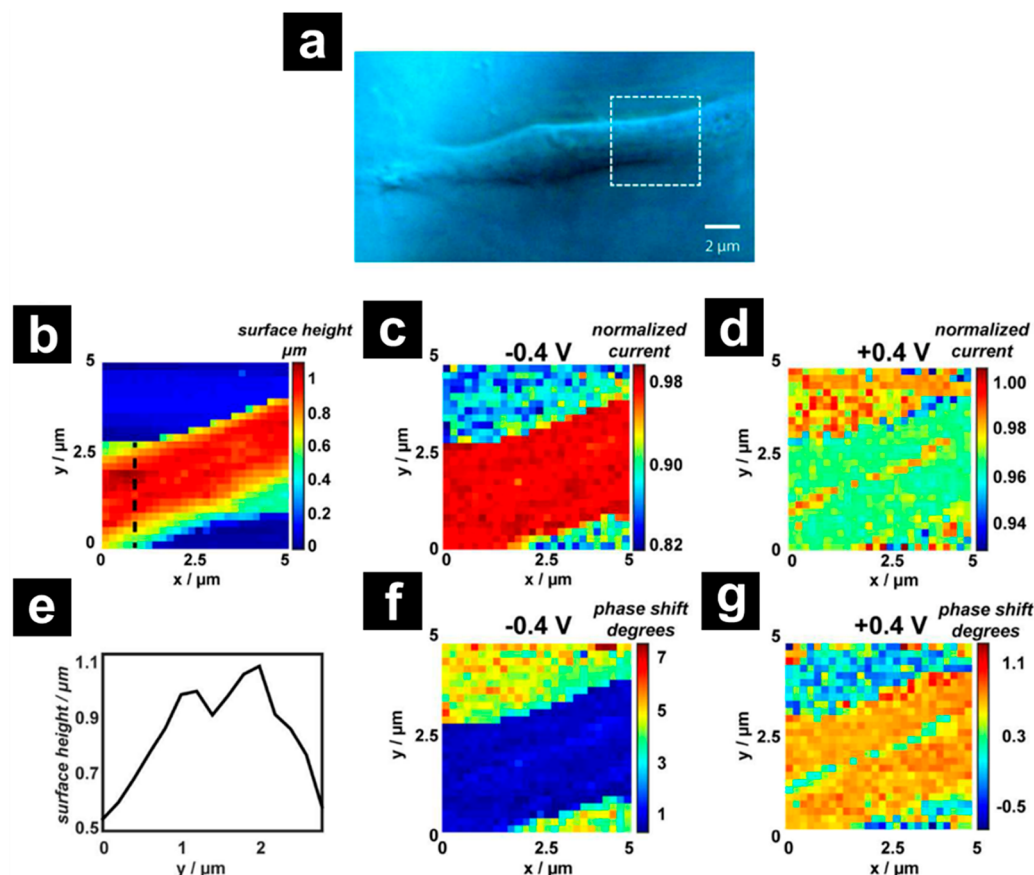 a
2 μm
b
surface height
μm
5
2.5
0
y / μm
0
2.5
5
x / μm
1
0.8
0.6
0.4
0.2
0
c
-0.4 V
normalized
current
5
2.5
0
y / μm
0
2.5
5
x / μm
0.98
0.90
0.82
d
+0.4 V
normalized
current
5
2.5
0
y / μm
0
2.5
5
x / μm
1.00
0.98
0.96
0.94
e
surface height / μm
1.1
0.9
0.7
0.5
0
1
2
y / μm
f
-0.4 V
phase shift
degrees
5
2.5
0
y / μm
0
2.5
5
x / μm
7
5
3
1
g
+0.4 V
phase shift
degrees
5
2.5
0
y / μm
0
2.5
5
x / μm
1.1
0.3
-0.5